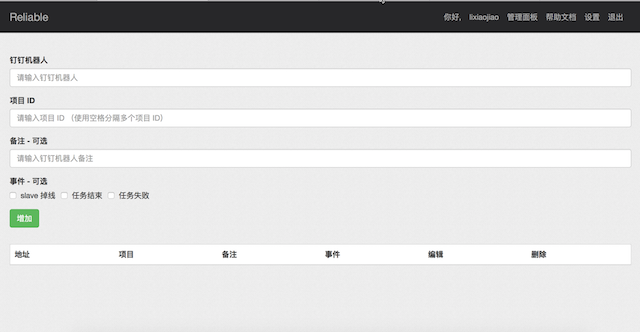 Reliable 你好, lixiaojiao 管理面板 帮助文档 设置 退出
钉钉机器人
请输入钉钉机器人
项目 ID
请输入项目 ID （使用空格分隔多个项目 ID）
备注 - 可选
请输入钉钉机器人备注
事件 - 可选
slave 掉线 任务结束 任务失败
增加
地址 项目 备注 事件 编辑 删除